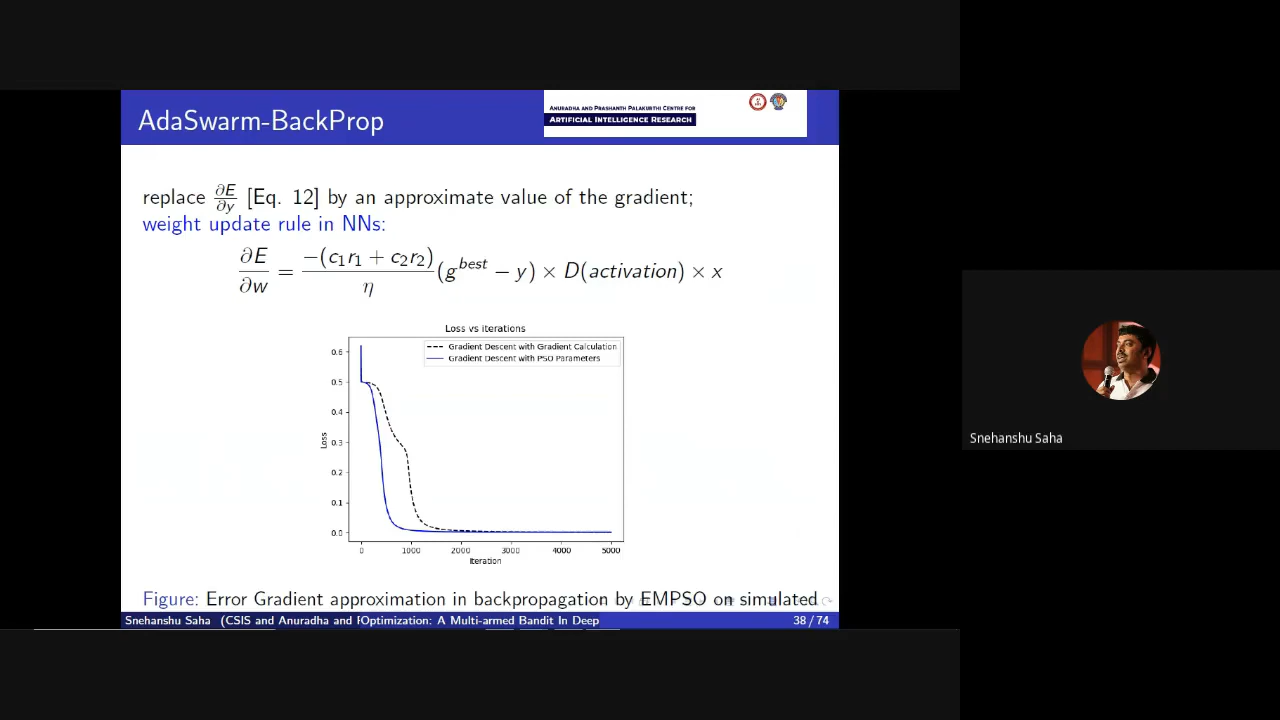 AdaSwarm-BackProp
ANURADHA AND PRASHANTH PALAKURTHI CENTRE FOR
ARTIFICIAL INTELLIGENCE RESEARCH
replace ∂E/∂y [Eq. 12] by an approximate value of the gradient;
weight update rule in NNs:
∂E/∂w = −(c₁r₁ + c₂r₂)/η (g^best − y) × D(activation) × x
Loss vs iterations
Gradient Descent with Gradient Calculation
Gradient Descent with PSO Parameters
0.6
0.5
0.4
0.3
0.2
0.1
0.0
Loss
0 1000 2000 3000 4000 5000
Iteration
Figure: Error Gradient approximation in backpropagation by EMPSO on simulated
Snehanshu Saha (CSIS and Anuradha and Optimization: A Multi-armed Bandit In Deep 38 / 74
Snehanshu Saha